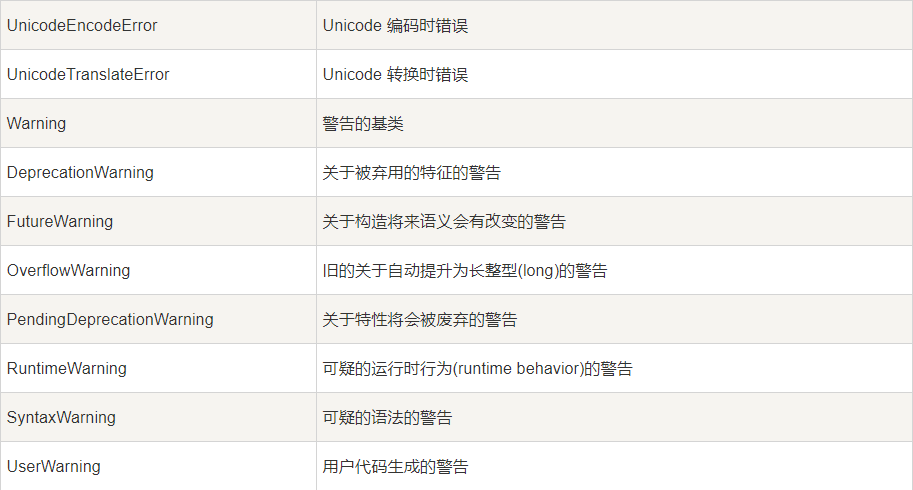 UnicodeEncodeError Unicode 编码时错误
UnicodeTranslateError Unicode 转换时错误
Warning 警告的基类
DeprecationWarning 关于被弃用的特征的警告
FutureWarning 关于构造将来语义会有改变的警告
OverflowWarning 旧的关于自动提升为长整型(long)的警告
PendingDeprecationWarning 关于特性将会被废弃的警告
RuntimeWarning 可疑的运行时行为(runtime behavior)的警告
SyntaxWarning 可疑的语法的警告
UserWarning 用户代码生成的警告